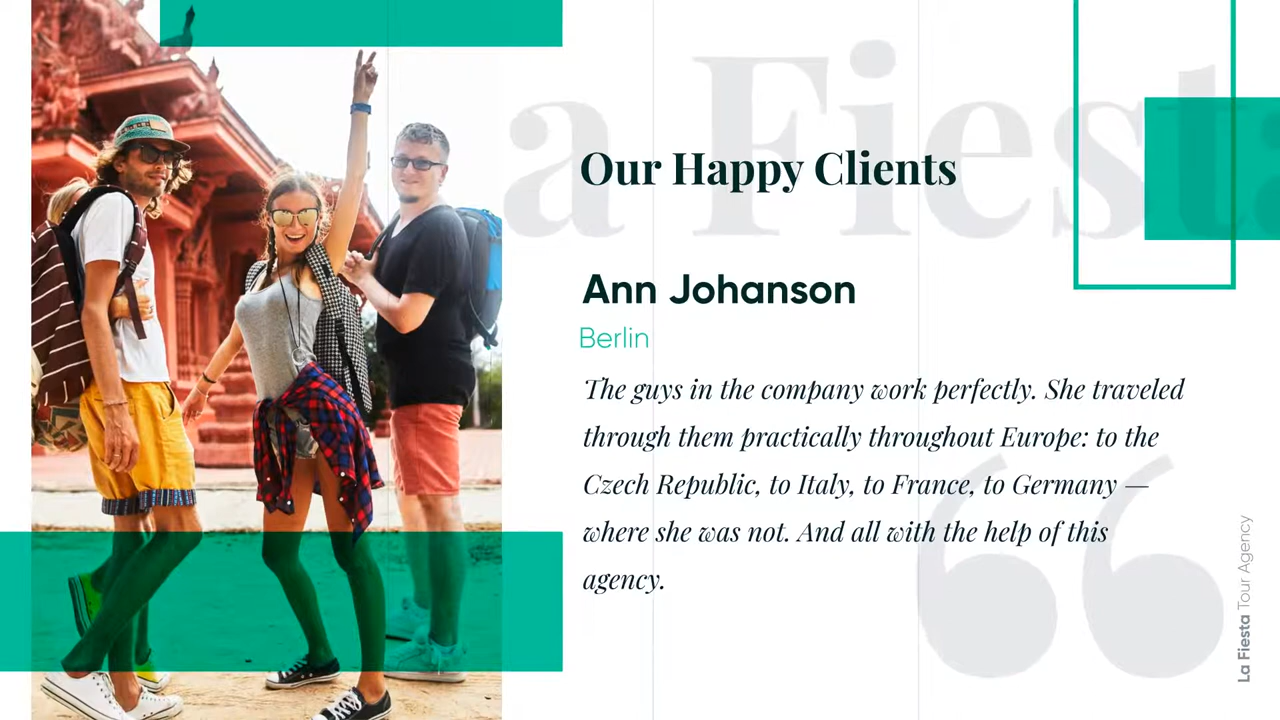 a Fiesta
Our Happy Clients
Ann Johanson
Berlin
The guys in the company work perfectly. She traveled
through them practically throughout Europe: to the
Czech Republic, to Italy, to France, to Germany —
where she was not. And all with the help of this
agency.
“
La Fiesta Tour Agency